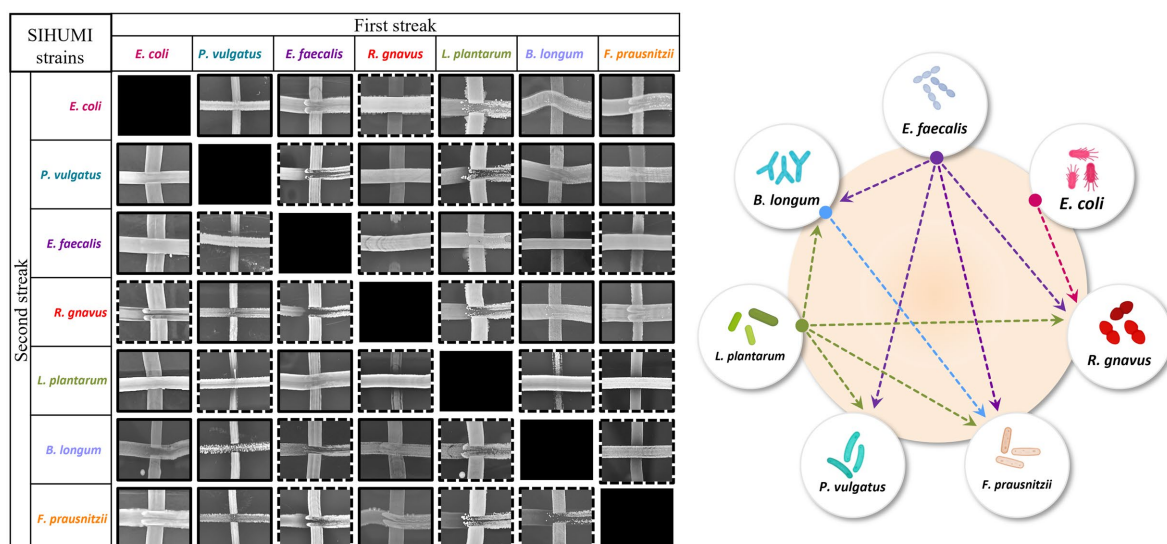 SIHUMI
strains
First streak
E. coli
P. vulgatus
E. faecalis
R. gnavus
L. plantarum
B. longum
F. prausnitzii
Second streak
E. coli
P. vulgatus
E. faecalis
R. gnavus
L. plantarum
B. longum
F. prausnitzii
E. faecalis
B. longum
E. coli
L. plantarum
R. gnavus
P. vulgatus
F. prausnitzii